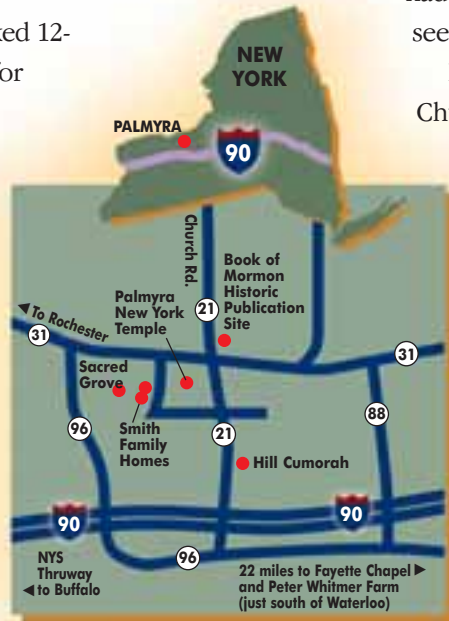 ked 12-
for
see
Ch
NEW
YORK
PALMYRA
90
Church Rd.
21
Book of
Mormon
Historic
Publication
Site
Palmyra
New York
Temple
To Rochester
31
31
Sacred
Grove
Smith
Family
Homes
96
21
88
Hill Cumorah
90
90
NYS
Thruway
to Buffalo
96
22 miles to Fayette Chapel
and Peter Whitmer Farm
(just south of Waterloo)